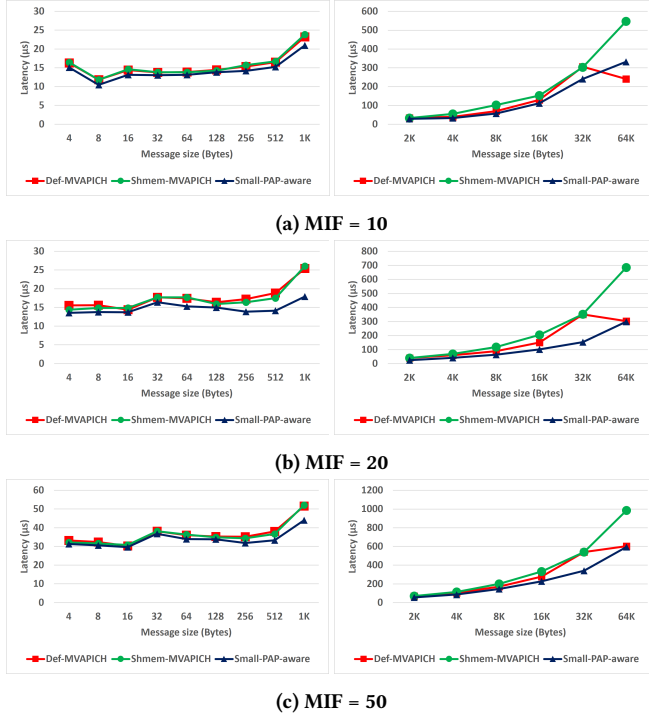 30
25
20
15
10
5
0
Latency (µs)
4 8 16 32 64 128 256 512 1K
Message size (Bytes)
Def-MVAPICH Shmem-MVAPICH Small-PAP-aware
600
500
400
300
200
100
0
Latency (µs)
2K 4K 8K 16K 32K 64K
Message size (Bytes)
Def-MVAPICH Shmem-MVAPICH Small-PAP-aware
(a) MIF = 10
30
25
20
15
10
5
0
Latency (µs)
4 8 16 32 64 128 256 512 1K
Message size (Bytes)
Def-MVAPICH Shmem-MVAPICH Small-PAP-aware
800
700
600
500
400
300
200
100
0
Latency (µs)
2K 4K 8K 16K 32K 64K
Message size (Bytes)
Def-MVAPICH Shmem-MVAPICH Small-PAP-aware
(b) MIF = 20
60
50
40
30
20
10
0
Latency (µs)
4 8 16 32 64 128 256 512 1K
Message size (Bytes)
Def-MVAPICH Shmem-MVAPICH Small-PAP-aware
1200
1000
800
600
400
200
0
Latency (µs)
2K 4K 8K 16K 32K 64K
Message size (Bytes)
Def-MVAPICH Shmem-MVAPICH Small-PAP-aware
(c) MIF = 50